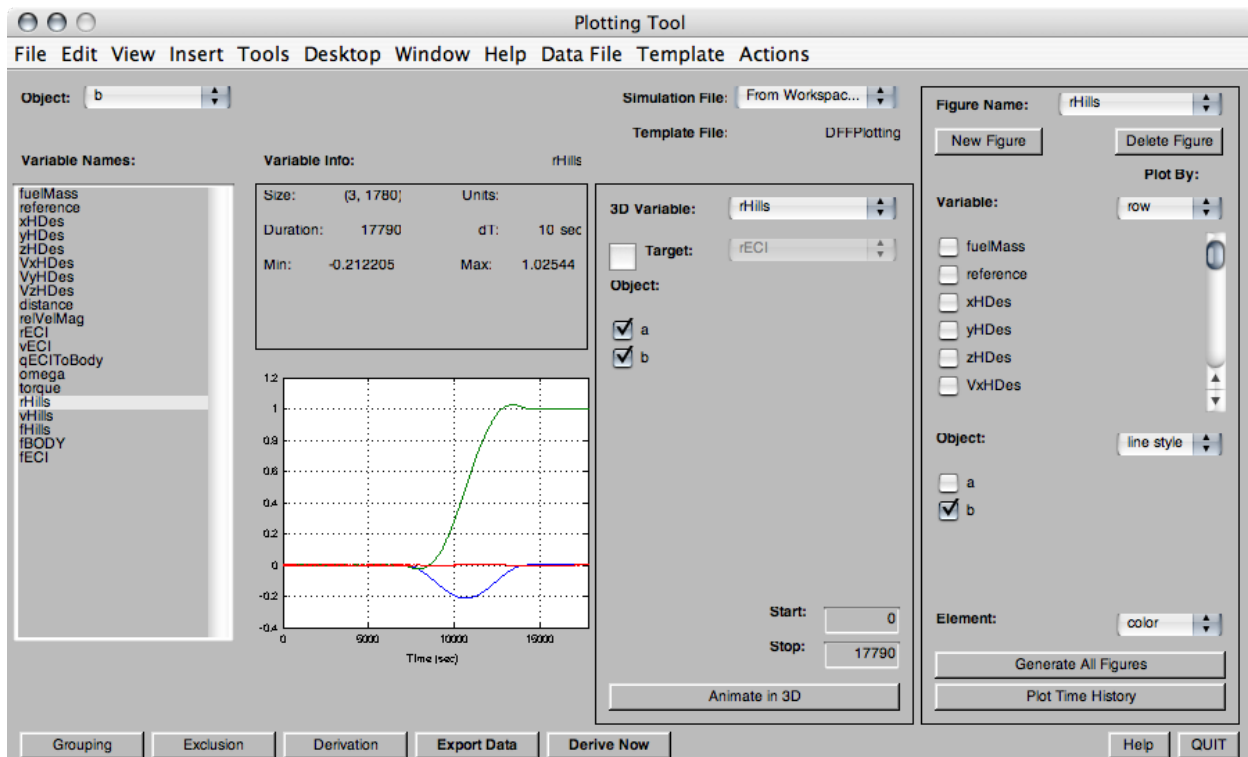 Plotting Tool
File Edit View Insert Tools Desktop Window Help Data File Template Actions
Object: b
Simulation File: From Workspac...
Template File: DFFPlotting
Variable Names:
fuelMass
reference
xHDes
yHDes
zHDes
VxHDes
VyHDes
VzHDes
distance
relVelMag
rECI
vECI
qECIToBody
omega
torque
rHills
vHills
fHills
fBODY
fECI
Variable Info: rHills
Size: (3, 1780) Units:
Duration: 17790 dT: 10 sec
Min: -0.212205 Max: 1.02544
1.2
1
0.8
0.6
0.4
0.2
0
-0.2
-0.4
0 5000 10000 15000
Time (sec)
3D Variable: rHills
Target: rECI
Object:
a
b
Start: 0
Stop: 17790
Animate in 3D
Figure Name: rHills
New Figure Delete Figure
Plot By:
Variable: row
fuelMass
reference
xHDes
yHDes
zHDes
VxHDes
Object: line style
a
b
Element: color
Generate All Figures
Plot Time History
Grouping Exclusion Derivation Export Data Derive Now Help QUIT